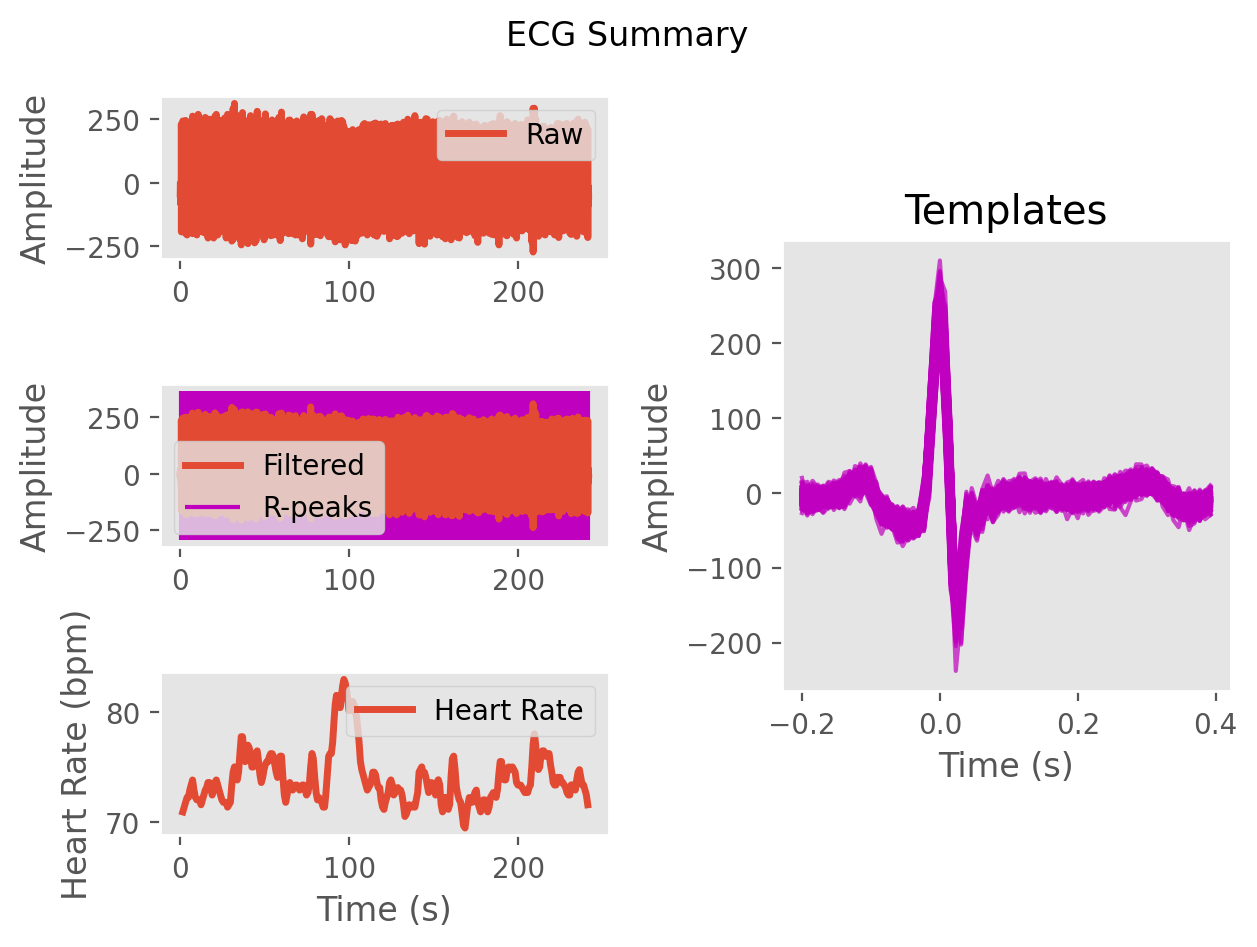 ECG Summary
Amplitude
250
0
−250
Raw
0 100 200
Amplitude
250
0
−250
Filtered
R-peaks
0 100 200
Heart Rate (bpm)
80
70
Heart Rate
0 100 200
Time (s)
Templates
Amplitude
300
200
100
0
−100
−200
−0.2 0.0 0.2 0.4
Time (s)